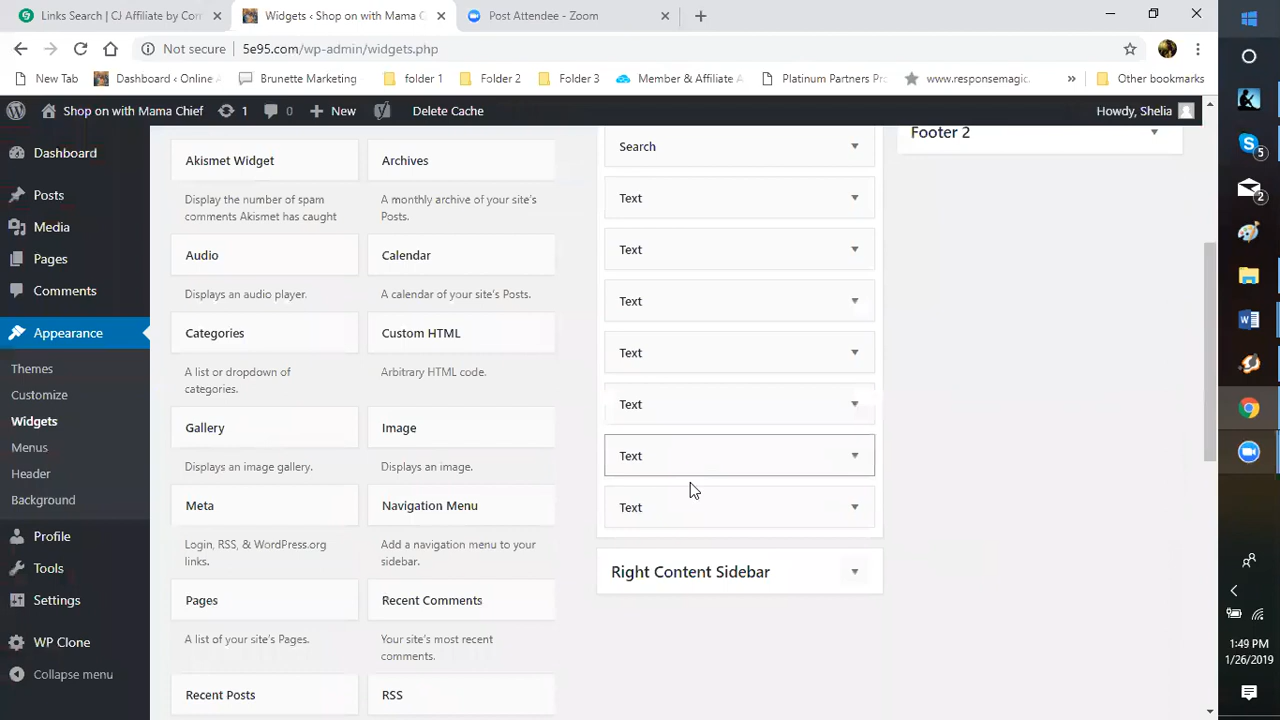 Links Search | CJ Affiliate by Con
Widgets ‹ Shop on with Mama C
Post Attendee - Zoom
Not secure
5e95.com/wp-admin/widgets.php
New Tab
Dashboard ‹ Online
Brunette Marketing
folder 1
Folder 2
Folder 3
Member & Affiliate
Platinum Partners Pr
www.responsemagic.
»
Other bookmarks
Shop on with Mama Chief
1
0
New
Delete Cache
Howdy, Shelia
Dashboard
Posts
Media
Pages
Comments
Appearance
Themes
Customize
Widgets
Menus
Header
Background
Profile
Tools
Settings
WP Clone
Collapse menu
Akismet Widget
Display the number of spam
comments Akismet has caught
Archives
A monthly archive of your site's
Posts.
Audio
Displays an audio player.
Calendar
A calendar of your site's Posts.
Categories
A list or dropdown of
categories.
Custom HTML
Arbitrary HTML code.
Gallery
Displays an image gallery.
Image
Displays an image.
Meta
Login, RSS, & WordPress.org
links.
Navigation Menu
Add a navigation menu to your
sidebar.
Pages
A list of your site's Pages.
Recent Comments
Your site's most recent
comments.
Recent Posts
RSS
Search
Text
Text
Text
Text
Text
Text
Text
Right Content Sidebar
Footer 2
5
2
1:49 PM
1/26/2019